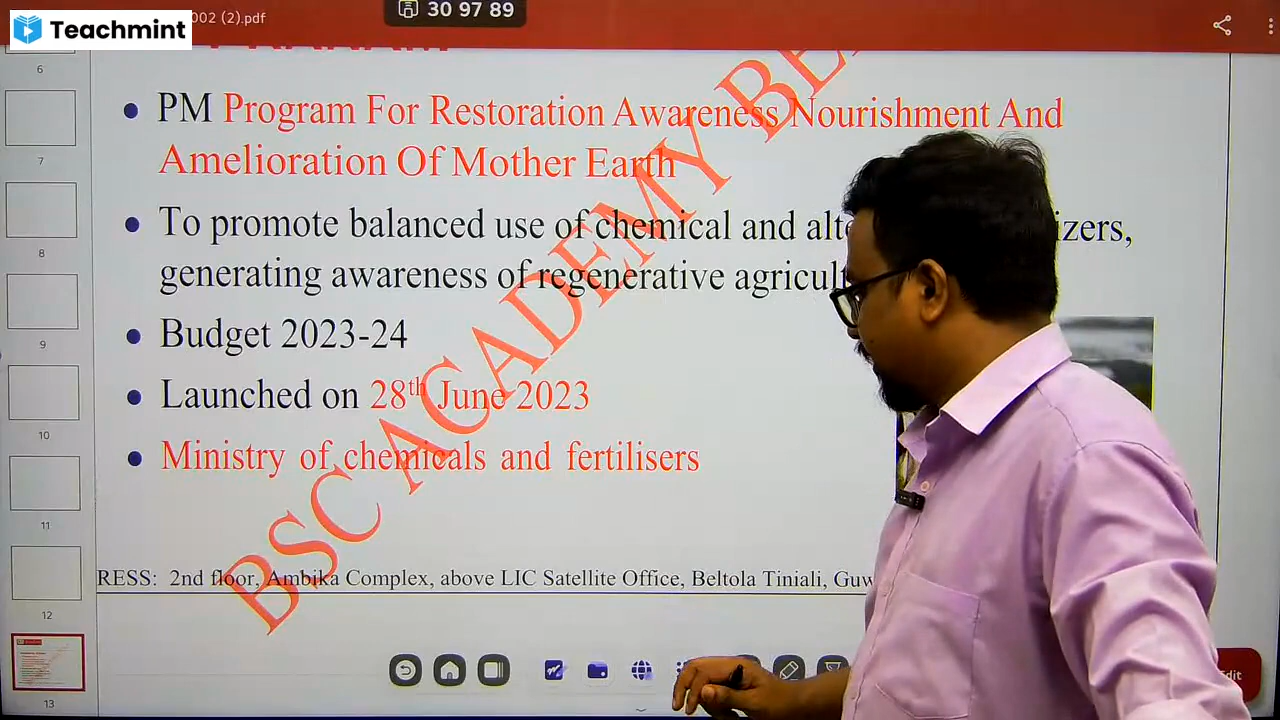 Teachmint
002 (2).pdf
30 97 89
PM Program For Restoration Awareness Nourishment And
Amelioration Of Mother Earth
To promote balanced use of chemical and
generating awareness of regenerative
Budget 2023-24
Launched on 28th June 2023
Ministry of chemicals and fertilisers
BSC ACADEMY
RESS: 2nd floor, Ambika Complex, above LIC Satellite Office, Beltola Tiniali,
6
7
8
9
10
11
12
13